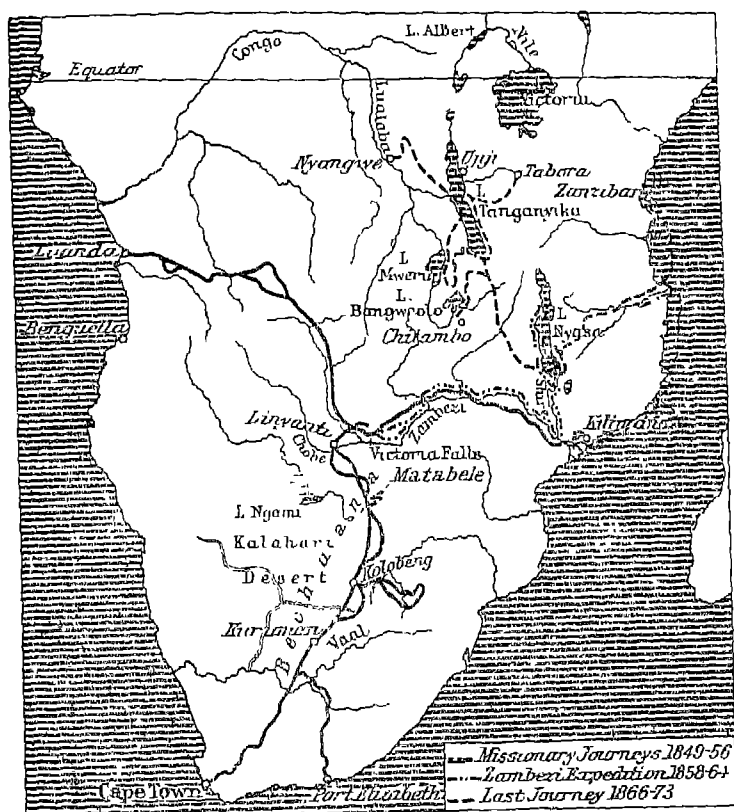 L. Albert
Nile
Congo
Equator
Victoria
Lualaba
Nyangwe
Ujiji
Tabora
Zanzibar
L
Tanganyika
Luanda
L
Mweru
L.
Bangweolo
Chitambo
L
Nyasa
Shire
Benguella
Linyanti
Zambezi
Kilimane
Chobe
Victoria Falls
Matabele
L Ngami
Kalahari
Desert
Bechuana
Kolobeng
Kuruman
Vaal
Cape Town
Port Elizabeth
Missionary Journeys 1849-56
Zambezi Expedition 1858-64
Last Journey 1866-73